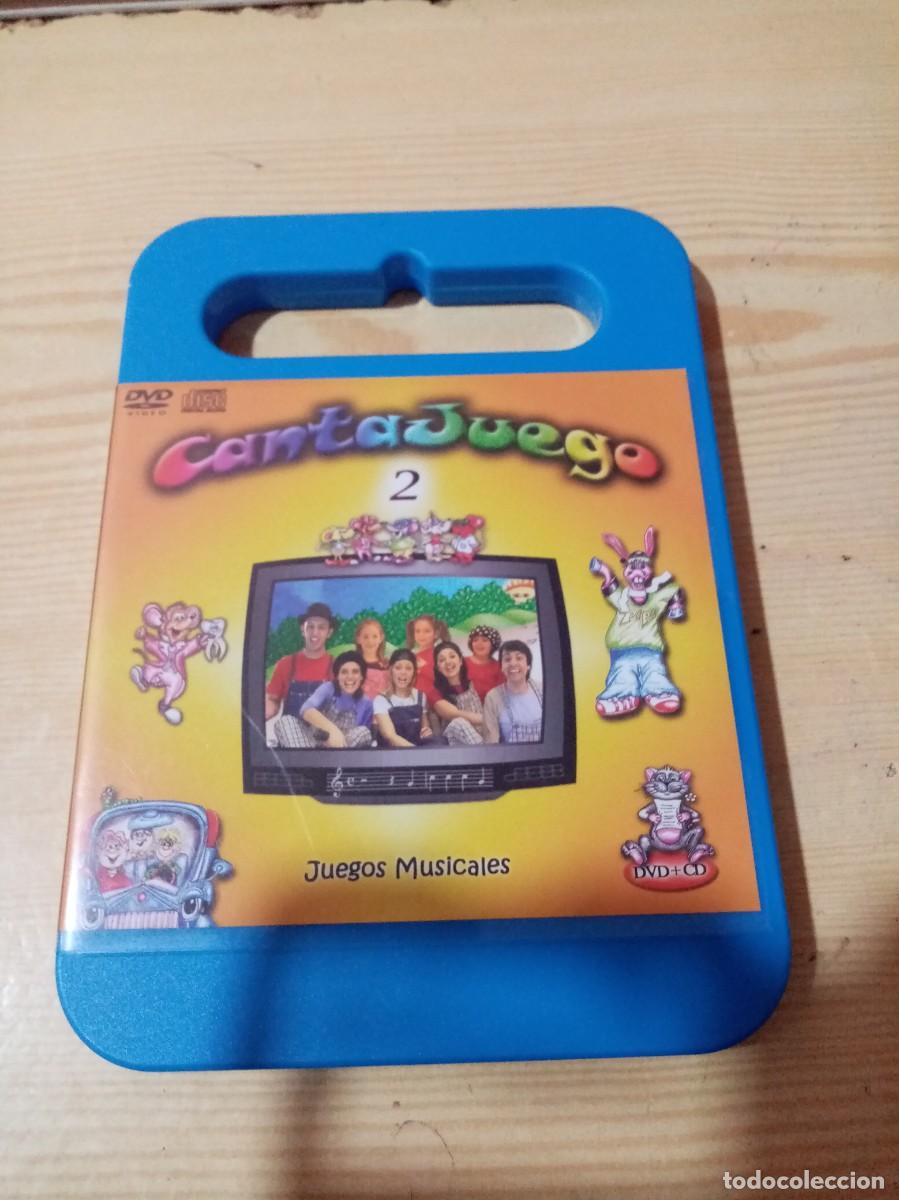 DVD
VIDEO
CantaJuego
2
Juegos Musicales
DVD+CD
todocoleccion